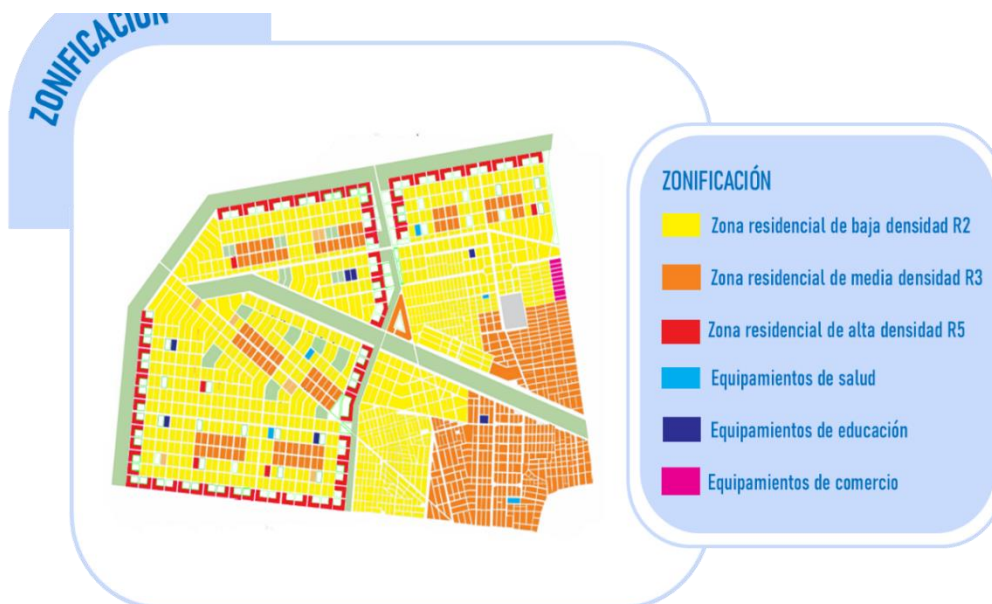 ZONIFICACIÓN
ZONIFICACIÓN
Zona residencial de baja densidad R2
Zona residencial de media densidad R3
Zona residencial de alta densidad R5
Equipamientos de salud
Equipamientos de educación
Equipamientos de comercio